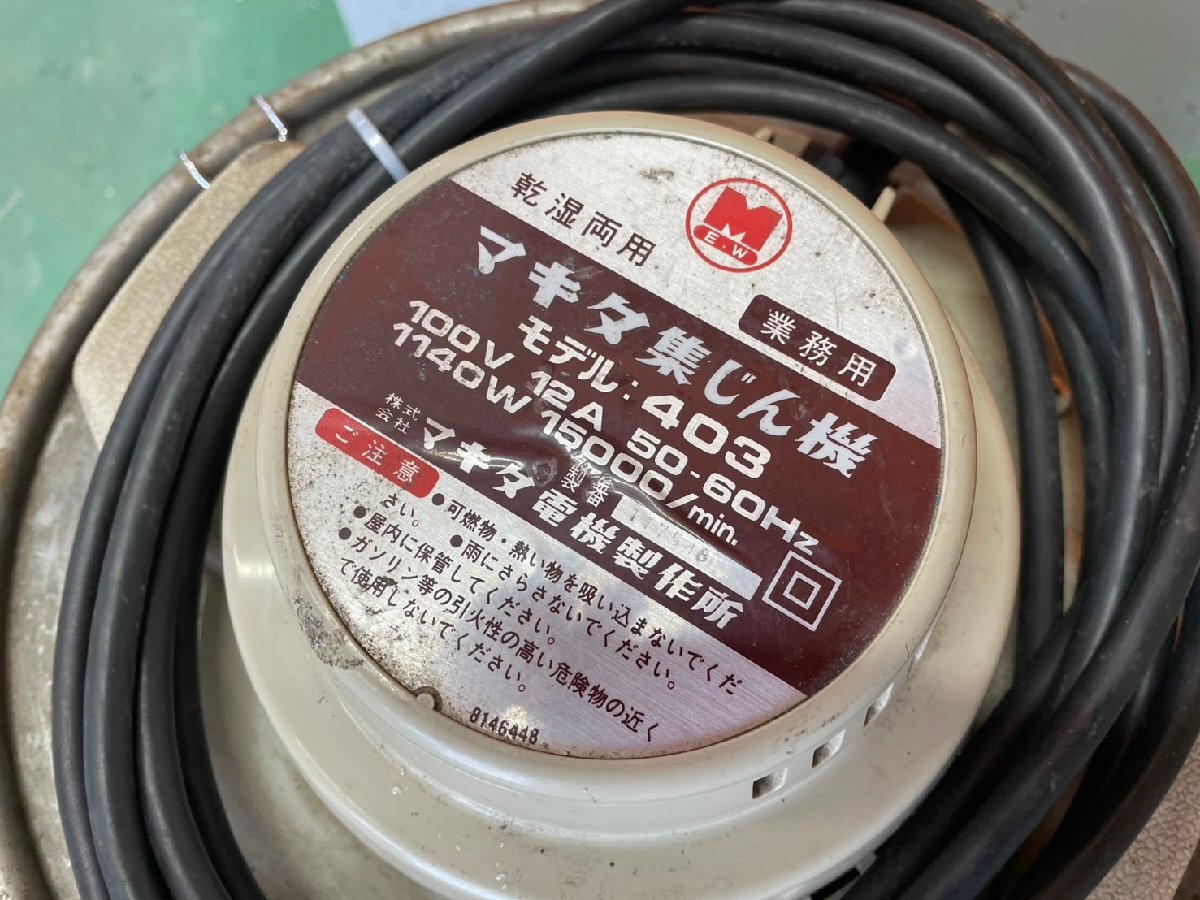 乾湿両用
M
E.W
業務用
マキタ集じん機
モデル: 403
100V 12A 50-60Hz
1140W 15000/min.
製番
株式会社 マキタ電機製作所
ご注意
●可燃物・熱い物を吸い込まないでくだ
さい。 ●雨にさらさないでください。
●屋内に保管してください。
●ガソリン等の引火性の高い危険物の近く
で使用しないでください。
8146448